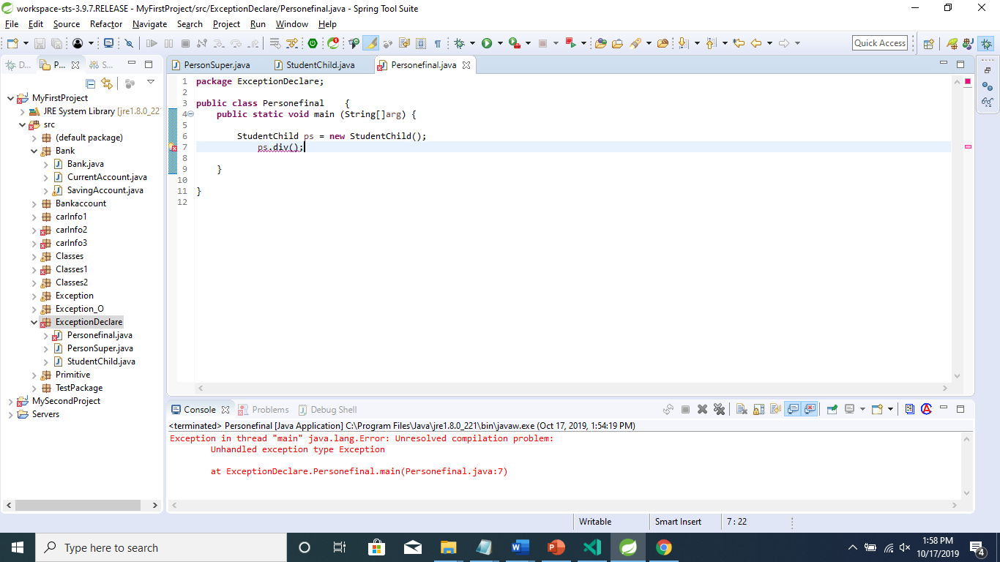 workspace-sts-3.9.7.RELEASE - MyFirstProject/src/ExceptionDeclare/Personefinal.java - Spring Tool Suite
File Edit Source Refactor Navigate Search Project Run Window Help
Quick Access
D... P... S...
MyFirstProject
JRE System Library [jre1.8.0_22
src
(default package)
Bank
Bank.java
CurrentAccount.java
SavingAccount.java
Bankaccount
carInfo1
carInfo2
carInfo3
Classes
Classes1
Classes2
Exception
Exception_O
ExceptionDeclare
Personefinal.java
PersonSuper.java
StudentChild.java
Primitive
TestPackage
MySecondProject
Servers
PersonSuper.java StudentChild.java Personefinal.java
1 package ExceptionDeclare;
2
3 public class Personefinal    {
4 public static void main (String[]arg) {
5
6 StudentChild ps = new StudentChild();
7 ps.div();
8
9 }
10
11 }
12
Console Problems Debug Shell
<terminated> Personefinal [Java Application] C:\Program Files\Java\jre1.8.0_221\bin\javaw.exe (Oct 17, 2019, 1:54:19 PM)
Exception in thread "main" java.lang.Error: Unresolved compilation problem:
Unhandled exception type Exception
at ExceptionDeclare.Personefinal.main(Personefinal.java:7)
Writable Smart Insert 7 : 22
Type here to search
1:58 PM
10/17/2019
4